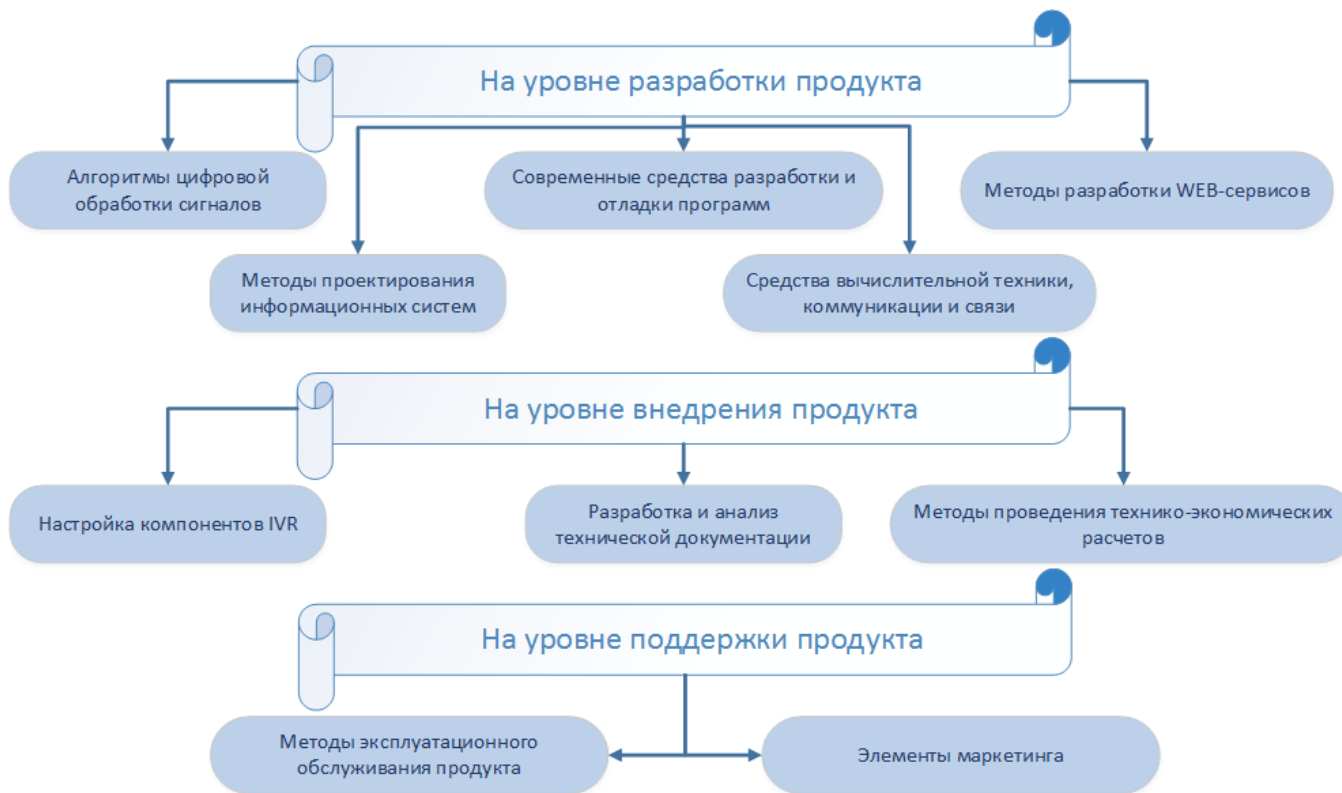 На уровне разработки продукта
Алгоритмы цифровой
обработки сигналов
Современные средства разработки и
отладки программ
Методы разработки WEB-сервисов
Методы проектирования
информационных систем
Средства вычислительной техники,
коммуникации и связи
На уровне внедрения продукта
Настройка компонентов IVR
Разработка и анализ
технической документации
Методы проведения технико-экономических
расчетов
На уровне поддержки продукта
Методы эксплуатационного
обслуживания продукта
Элементы маркетинга